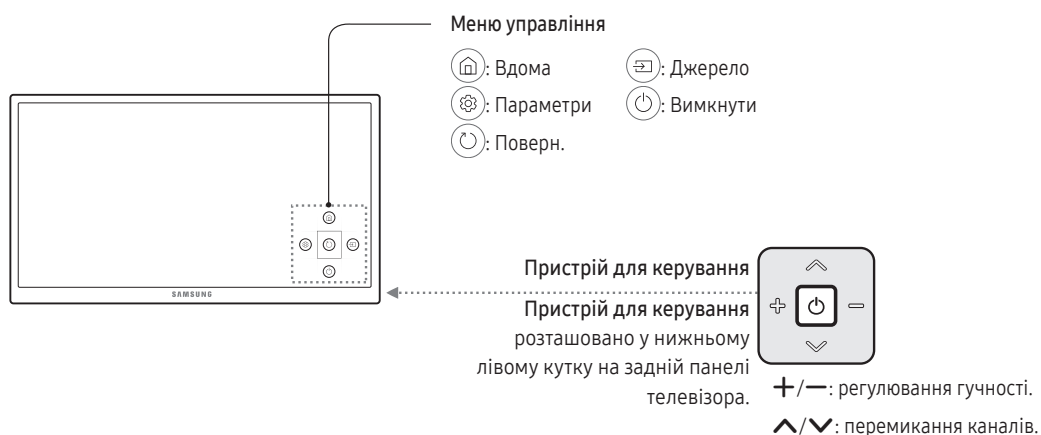 Меню управління
: Вдома
: Джерело
: Параметри
: Вимкнути
: Поверн.
SAMSUNG
Пристрій для керування
Пристрій для керування
розташовано у нижньому
лівому кутку на задній панелі
телевізора.
+/−: регулювання гучності.
∧/∨: перемикання каналів.